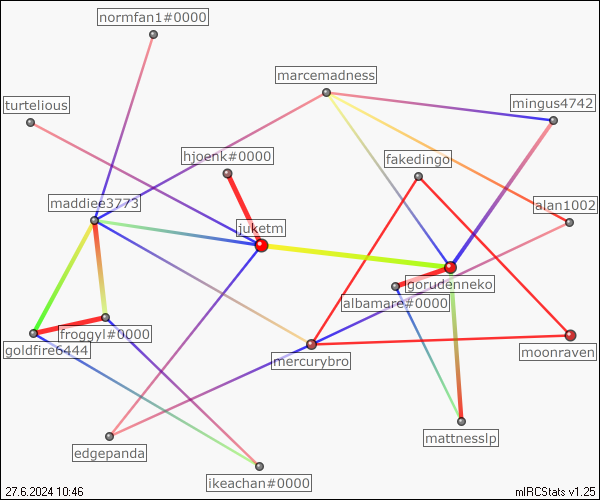 normfan1#0000
marcemadness
turtelious
mingus4742
hjoenk#0000
fakedingo
maddiee3773
alan1002
juketm
gorudenneko
albamare#0000
froggyl#0000
goldfire6444
mercurybro
moonraven
mattnesslp
edgepanda
ikeachan#0000
27.6.2024 10:46
mIRCStats v1.25